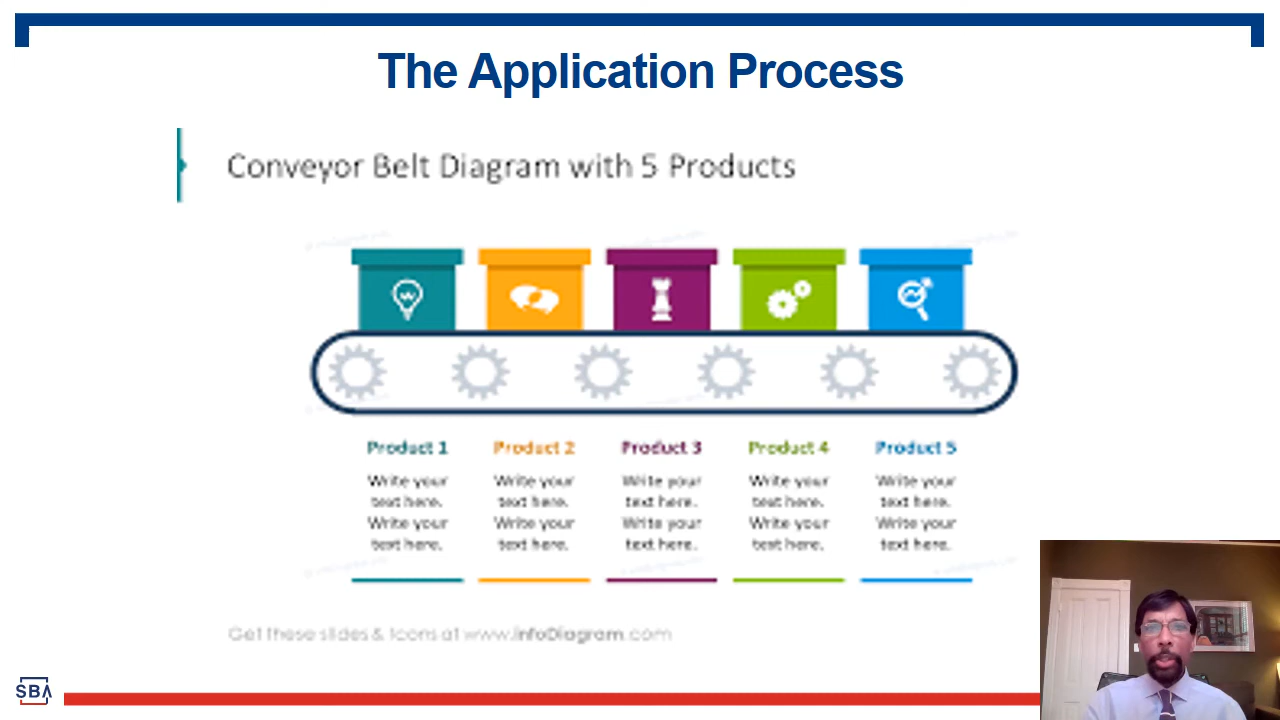 The Application Process
Conveyor Belt Diagram with 5 Products
Product 1 Product 2 Product 3 Product 4 Product 5
Write your Write your Write your Write your Write your
text here. text here. text here. text here. text here.
Write your Write your Write your Write your Write your
text here. text here. text here. text here. text here.
Get these slides & icons at www.infoDiagram.com
SBA